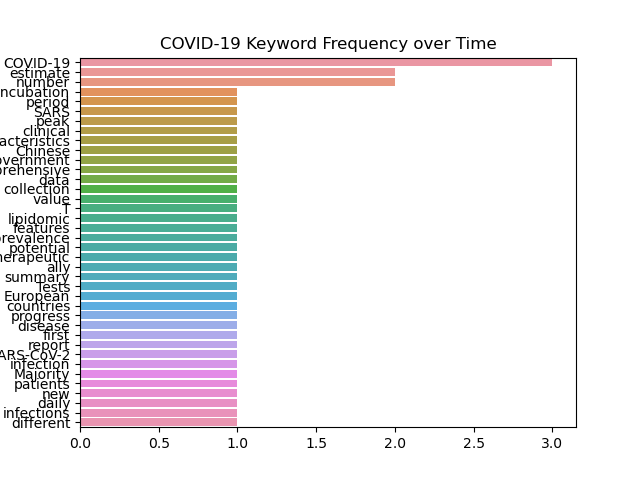 COVID-19 Keyword Frequency over Time
COVID-19
estimate
number
ncubation
period
SARS
peak
clinical
acteristics
Chinese
overnment
prehensive
data
collection
value
T
lipidomic
features
prevalence
potential
herapeutic
ally
summary
Tests
European
countries
progress
disease
first
report
ARS-CoV-2
infection
Majority
patients
new
daily
infections
different
0.0 0.5 1.0 1.5 2.0 2.5 3.0